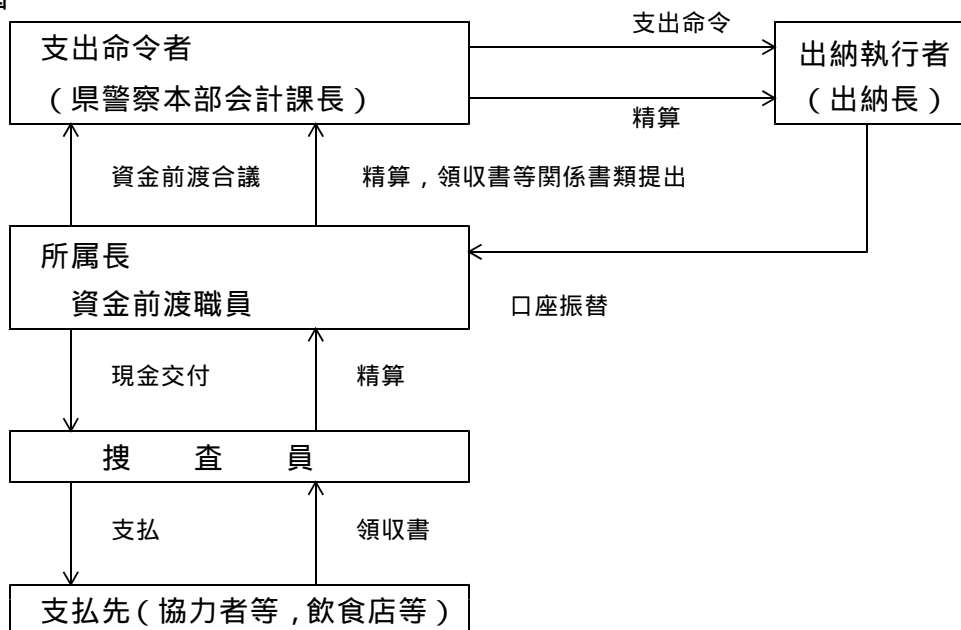 支出命令者
（県警察本部会計課長）
支出命令
精算
出納執行者
（出納長）
資金前渡合議
精算，領収書等関係書類提出
所属長
資金前渡職員
口座振替
現金交付
精算
捜　査　員
支払
領収書
支払先（協力者等，飲食店等）